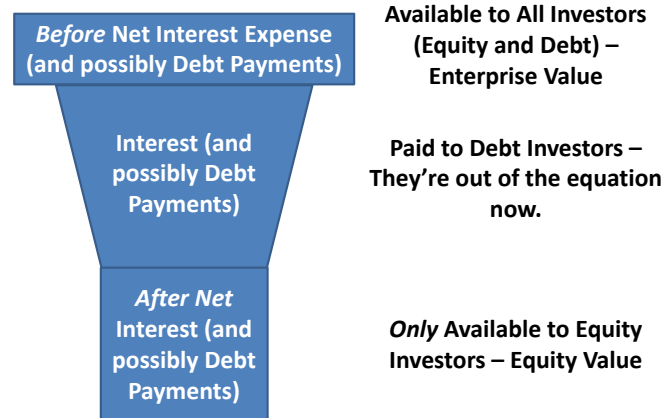 Before Net Interest Expense
(and possibly Debt Payments)
Available to All Investors
(Equity and Debt) –
Enterprise Value
Interest (and
possibly Debt
Payments)
Paid to Debt Investors –
They’re out of the equation
now.
After Net
Interest (and
possibly Debt
Payments)
Only Available to Equity
Investors – Equity Value